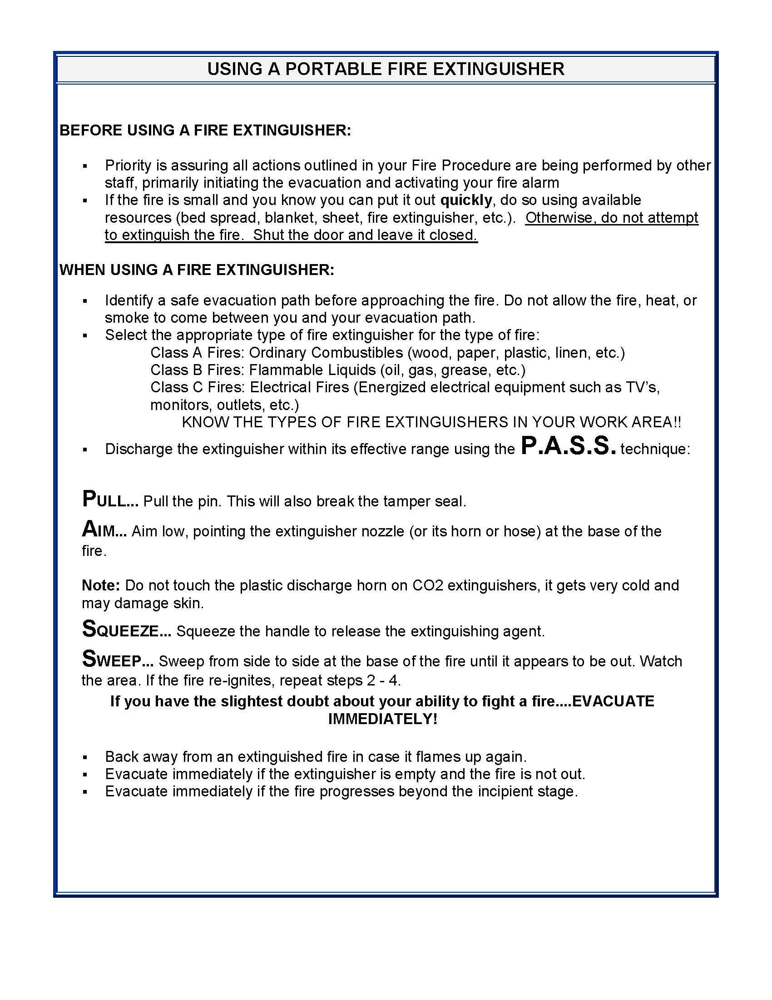 USING A PORTABLE FIRE EXTINGUISHER
BEFORE USING A FIRE EXTINGUISHER:
▪ Priority is assuring all actions outlined in your Fire Procedure are being performed by other
staff, primarily initiating the evacuation and activating your fire alarm
▪ If the fire is small and you know you can put it out quickly, do so using available
resources (bed spread, blanket, sheet, fire extinguisher, etc.).  Otherwise, do not attempt
to extinguish the fire.  Shut the door and leave it closed.
WHEN USING A FIRE EXTINGUISHER:
▪ Identify a safe evacuation path before approaching the fire. Do not allow the fire, heat, or
smoke to come between you and your evacuation path.
▪ Select the appropriate type of fire extinguisher for the type of fire:
Class A Fires: Ordinary Combustibles (wood, paper, plastic, linen, etc.)
Class B Fires: Flammable Liquids (oil, gas, grease, etc.)
Class C Fires: Electrical Fires (Energized electrical equipment such as TV’s,
monitors, outlets, etc.)
KNOW THE TYPES OF FIRE EXTINGUISHERS IN YOUR WORK AREA!!
▪ Discharge the extinguisher within its effective range using the P.A.S.S. technique:
PULL... Pull the pin. This will also break the tamper seal.
AIM... Aim low, pointing the extinguisher nozzle (or its horn or hose) at the base of the
fire.
Note: Do not touch the plastic discharge horn on CO2 extinguishers, it gets very cold and
may damage skin.
SQUEEZE... Squeeze the handle to release the extinguishing agent.
SWEEP... Sweep from side to side at the base of the fire until it appears to be out. Watch
the area. If the fire re-ignites, repeat steps 2 - 4.
If you have the slightest doubt about your ability to fight a fire....EVACUATE
IMMEDIATELY!
▪ Back away from an extinguished fire in case it flames up again.
▪ Evacuate immediately if the extinguisher is empty and the fire is not out.
▪ Evacuate immediately if the fire progresses beyond the incipient stage.